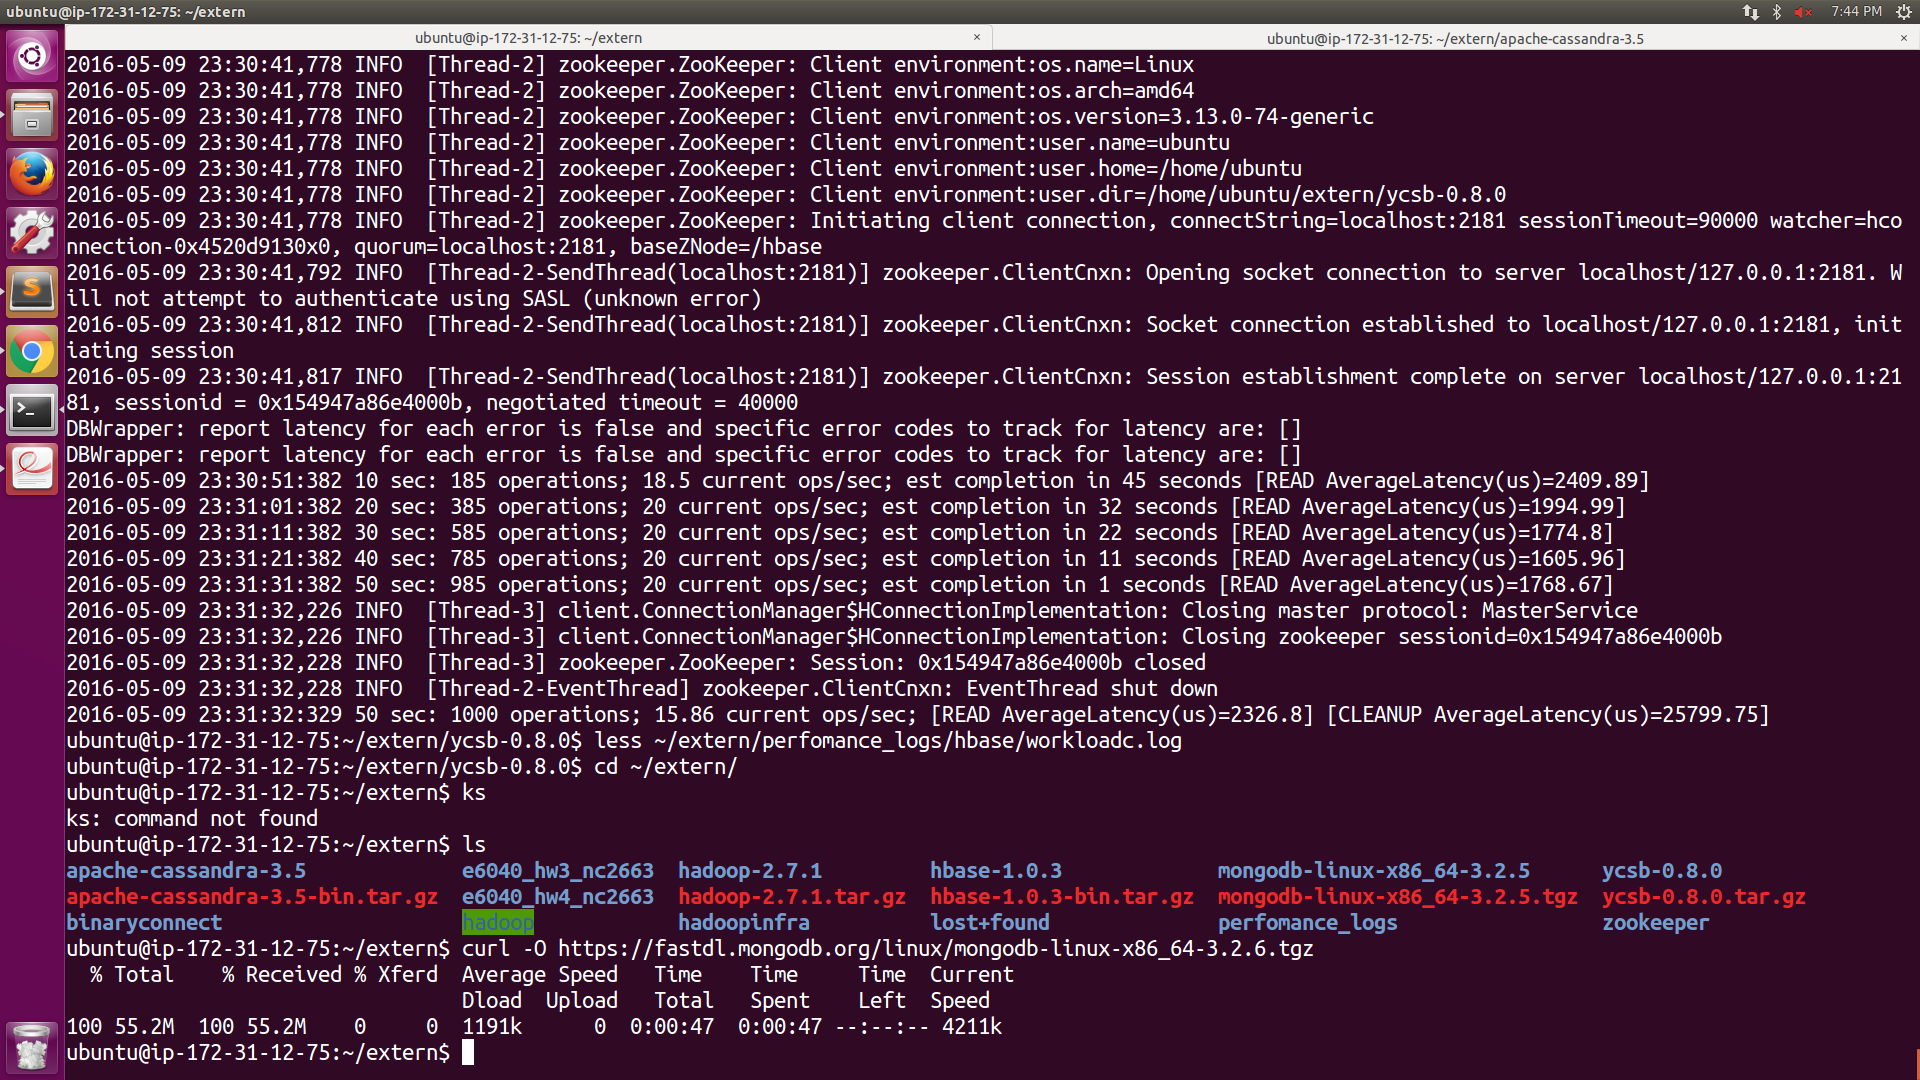 ubuntu@ip-172-31-12-75: ~/extern
7:44 PM
ubuntu@ip-172-31-12-75: ~/extern ×
ubuntu@ip-172-31-12-75: ~/extern/apache-cassandra-3.5 ×
2016-05-09 23:30:41,778 INFO  [Thread-2] zookeeper.ZooKeeper: Client environment:os.name=Linux
2016-05-09 23:30:41,778 INFO  [Thread-2] zookeeper.ZooKeeper: Client environment:os.arch=amd64
2016-05-09 23:30:41,778 INFO  [Thread-2] zookeeper.ZooKeeper: Client environment:os.version=3.13.0-74-generic
2016-05-09 23:30:41,778 INFO  [Thread-2] zookeeper.ZooKeeper: Client environment:user.name=ubuntu
2016-05-09 23:30:41,778 INFO  [Thread-2] zookeeper.ZooKeeper: Client environment:user.home=/home/ubuntu
2016-05-09 23:30:41,778 INFO  [Thread-2] zookeeper.ZooKeeper: Client environment:user.dir=/home/ubuntu/extern/ycsb-0.8.0
2016-05-09 23:30:41,778 INFO  [Thread-2] zookeeper.ZooKeeper: Initiating client connection, connectString=localhost:2181 sessionTimeout=90000 watcher=hco
nnection-0x4520d9130x0, quorum=localhost:2181, baseZNode=/hbase
2016-05-09 23:30:41,792 INFO  [Thread-2-SendThread(localhost:2181)] zookeeper.ClientCnxn: Opening socket connection to server localhost/127.0.0.1:2181. W
ill not attempt to authenticate using SASL (unknown error)
2016-05-09 23:30:41,812 INFO  [Thread-2-SendThread(localhost:2181)] zookeeper.ClientCnxn: Socket connection established to localhost/127.0.0.1:2181, init
iating session
2016-05-09 23:30:41,817 INFO  [Thread-2-SendThread(localhost:2181)] zookeeper.ClientCnxn: Session establishment complete on server localhost/127.0.0.1:21
81, sessionid = 0x154947a86e4000b, negotiated timeout = 40000
DBWrapper: report latency for each error is false and specific error codes to track for latency are: []
DBWrapper: report latency for each error is false and specific error codes to track for latency are: []
2016-05-09 23:30:51:382 10 sec: 185 operations; 18.5 current ops/sec; est completion in 45 seconds [READ AverageLatency(us)=2409.89]
2016-05-09 23:31:01:382 20 sec: 385 operations; 20 current ops/sec; est completion in 32 seconds [READ AverageLatency(us)=1994.99]
2016-05-09 23:31:11:382 30 sec: 585 operations; 20 current ops/sec; est completion in 22 seconds [READ AverageLatency(us)=1774.8]
2016-05-09 23:31:21:382 40 sec: 785 operations; 20 current ops/sec; est completion in 11 seconds [READ AverageLatency(us)=1605.96]
2016-05-09 23:31:31:382 50 sec: 985 operations; 20 current ops/sec; est completion in 1 seconds [READ AverageLatency(us)=1768.67]
2016-05-09 23:31:32,226 INFO  [Thread-3] client.ConnectionManager$HConnectionImplementation: Closing master protocol: MasterService
2016-05-09 23:31:32,226 INFO  [Thread-3] client.ConnectionManager$HConnectionImplementation: Closing zookeeper sessionid=0x154947a86e4000b
2016-05-09 23:31:32,228 INFO  [Thread-3] zookeeper.ZooKeeper: Session: 0x154947a86e4000b closed
2016-05-09 23:31:32,228 INFO  [Thread-2-EventThread] zookeeper.ClientCnxn: EventThread shut down
2016-05-09 23:31:32:329 50 sec: 1000 operations; 15.86 current ops/sec; [READ AverageLatency(us)=2326.8] [CLEANUP AverageLatency(us)=25799.75]
ubuntu@ip-172-31-12-75:~/extern/ycsb-0.8.0$ less ~/extern/perfomance_logs/hbase/workloadc.log
ubuntu@ip-172-31-12-75:~/extern/ycsb-0.8.0$ cd ~/extern/
ubuntu@ip-172-31-12-75:~/extern$ ks
ks: command not found
ubuntu@ip-172-31-12-75:~/extern$ ls
apache-cassandra-3.5             e6040_hw3_nc2663  hadoop-2.7.1         hbase-1.0.3             mongodb-linux-x86_64-3.2.5      ycsb-0.8.0
apache-cassandra-3.5-bin.tar.gz  e6040_hw4_nc2663  hadoop-2.7.1.tar.gz  hbase-1.0.3-bin.tar.gz  mongodb-linux-x86_64-3.2.5.tgz  ycsb-0.8.0.tar.gz
binaryconnect                    hadoop            hadoopinfra          lost+found              perfomance_logs                 zookeeper
ubuntu@ip-172-31-12-75:~/extern$ curl -O https://fastdl.mongodb.org/linux/mongodb-linux-x86_64-3.2.6.tgz
  % Total    % Received % Xferd  Average Speed   Time    Time     Time  Current
                                 Dload  Upload   Total   Spent    Left  Speed
100 55.2M  100 55.2M    0     0  1191k      0  0:00:47  0:00:47 --:--:-- 4211k
ubuntu@ip-172-31-12-75:~/extern$